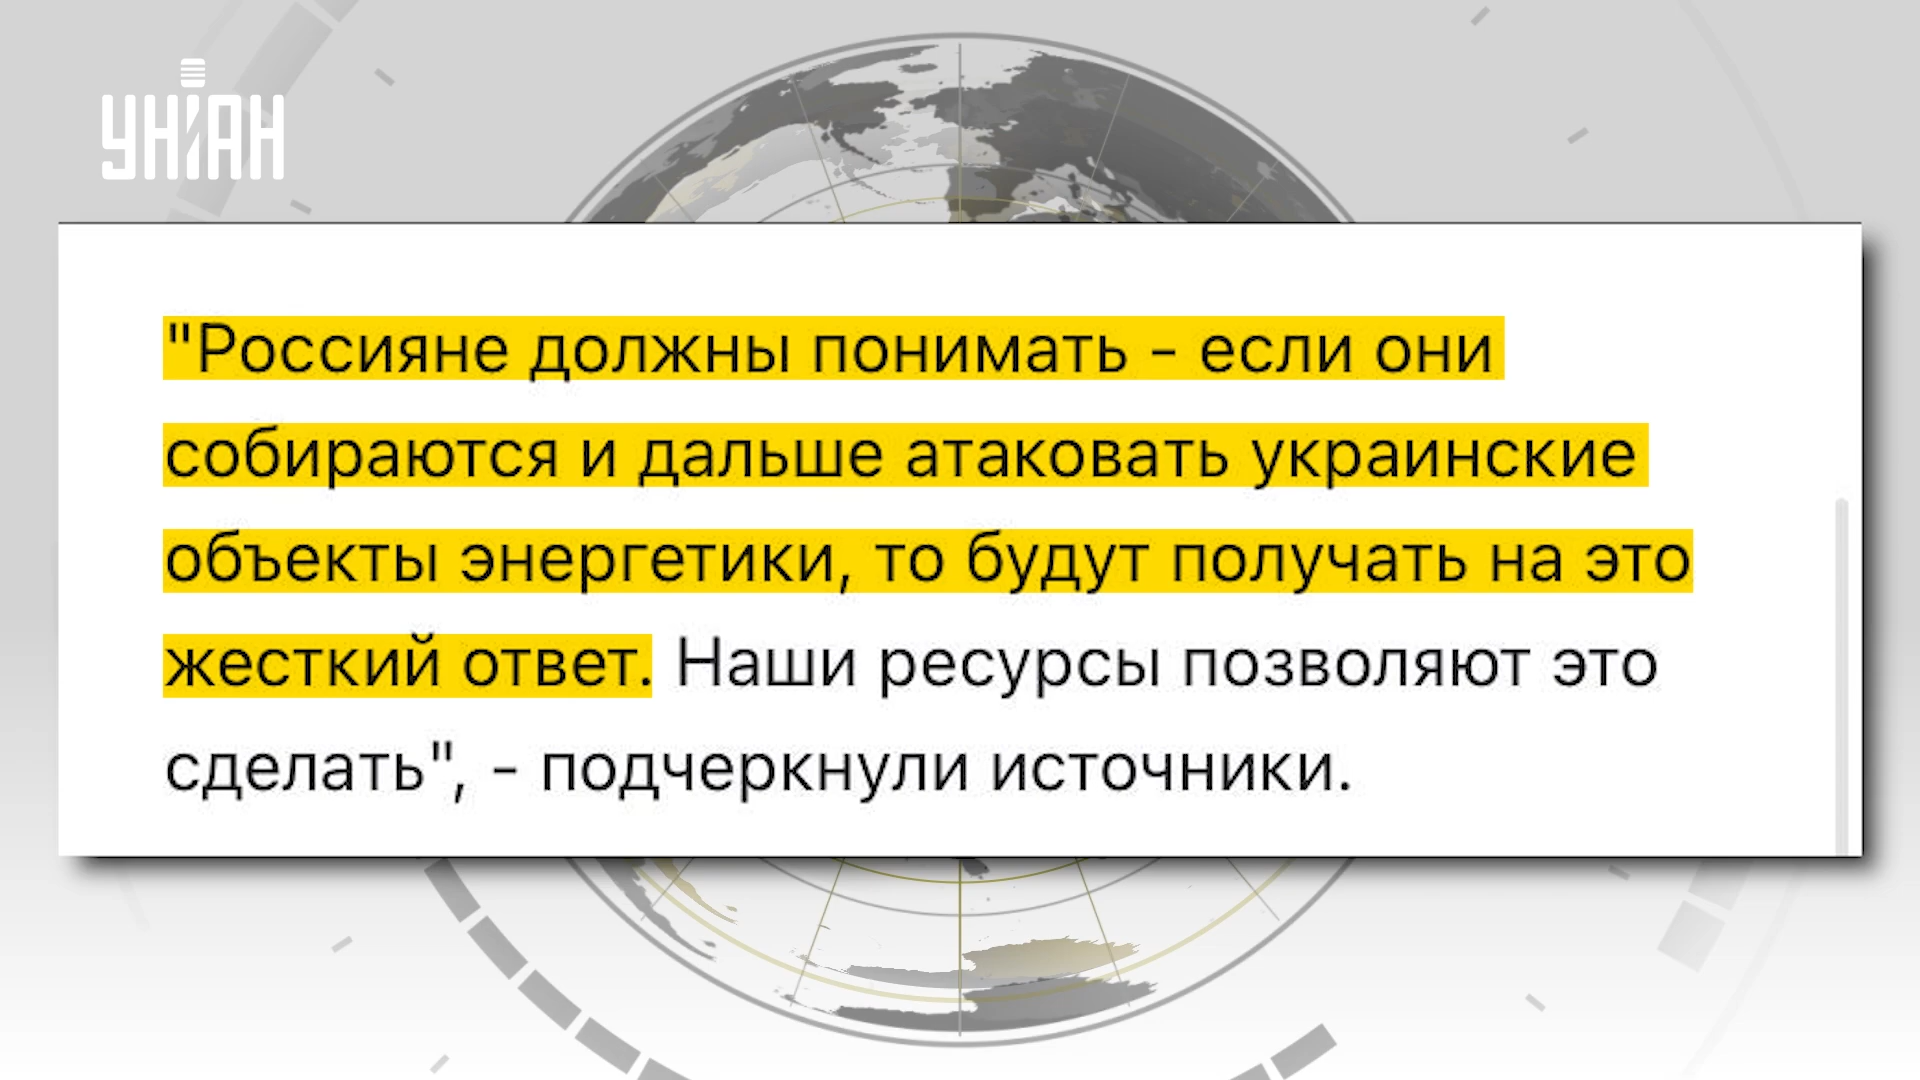 УНІАН
"Россияне должны понимать - если они
собираются и дальше атаковать украинские
объекты энергетики, то будут получать на это
жесткий ответ. Наши ресурсы позволяют это
сделать", - подчеркнули источники.